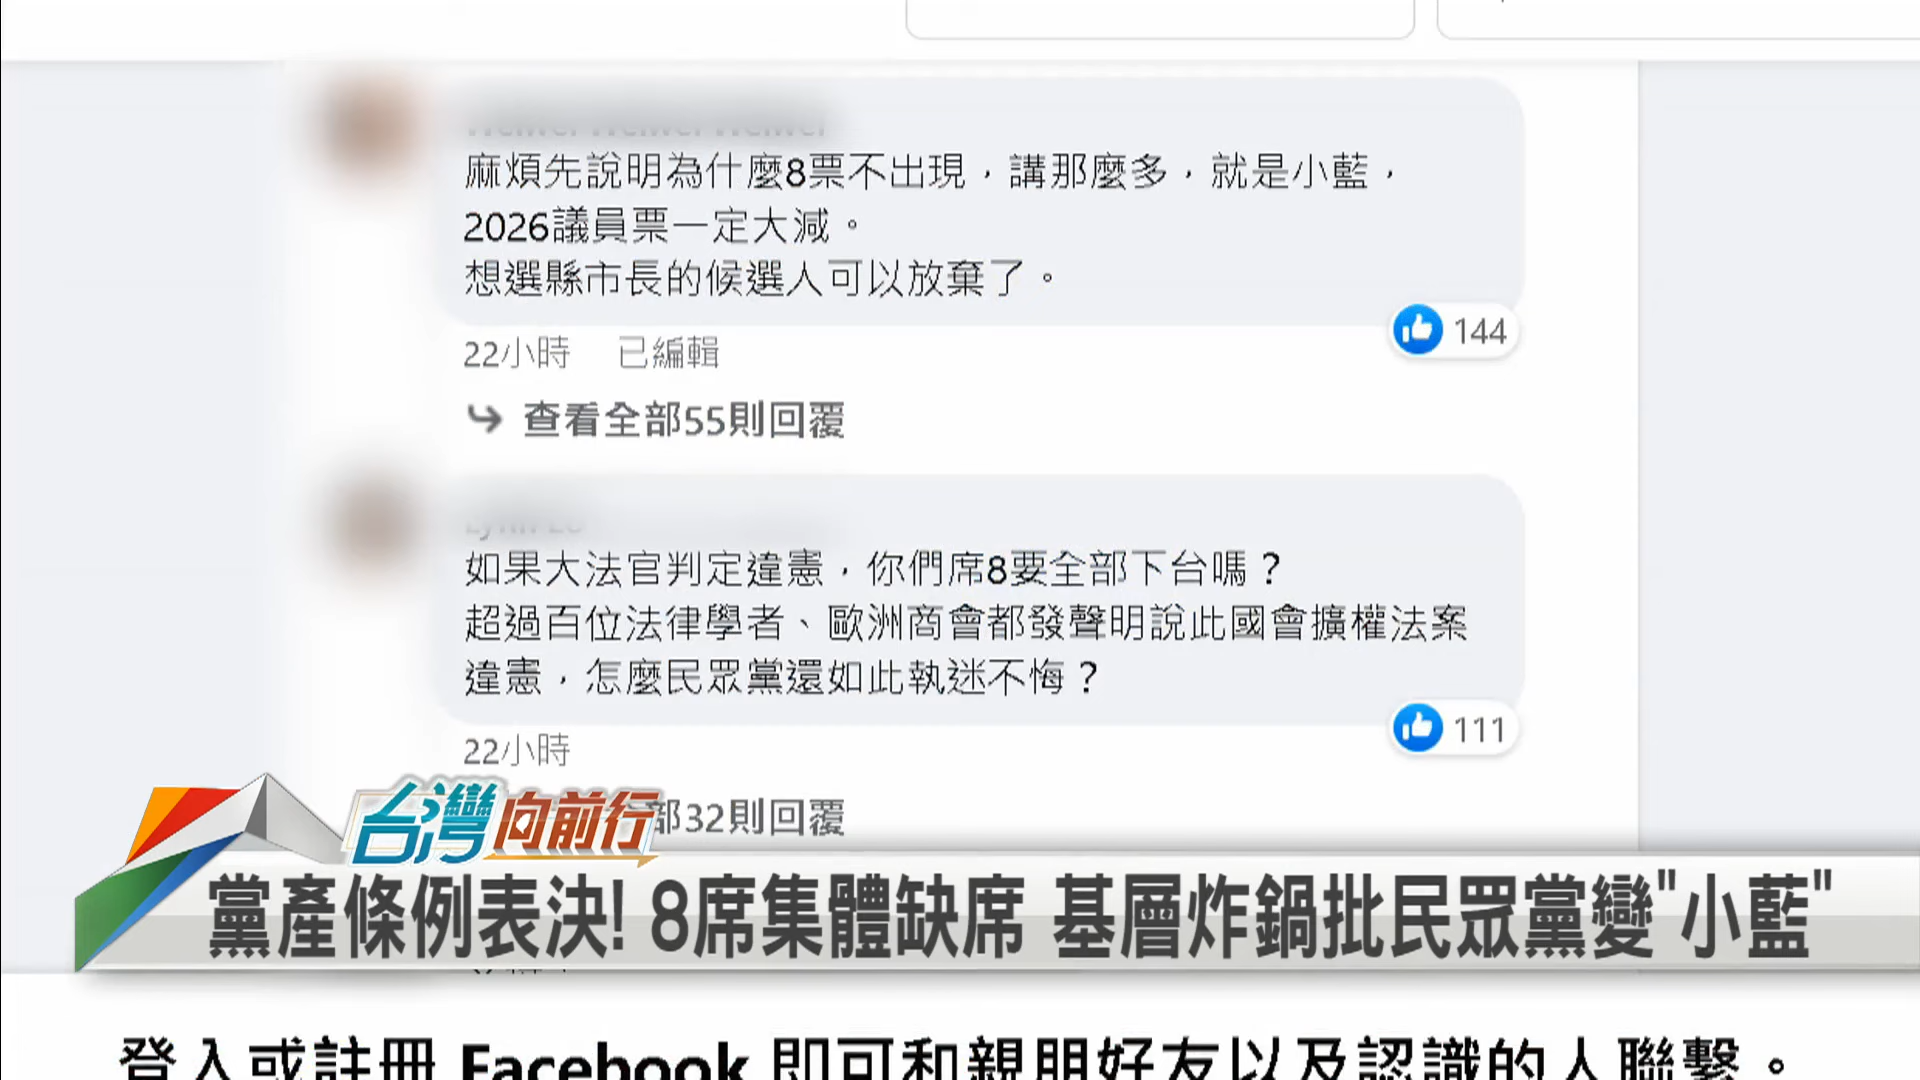 麻煩先說明為什麼8票不出現，講那麼多，就是小藍，
2026議員票一定大減。
想選縣市長的候選人可以放棄了。
144
22小時 已編輯
查看全部55則回覆
如果大法官判定違憲，你們席8要全部下台嗎？
超過百位法律學者、歐洲商會都發聲明說此國會擴權法案
違憲，怎麼民眾黨還如此執迷不悔？
111
22小時
部32則回覆
台灣向前行
黨產條例表決! 8席集體缺席 基層炸鍋批民眾黨變"小藍"
登入或註冊 Facebook 即可和親朋好友以及認識的人聯繫。